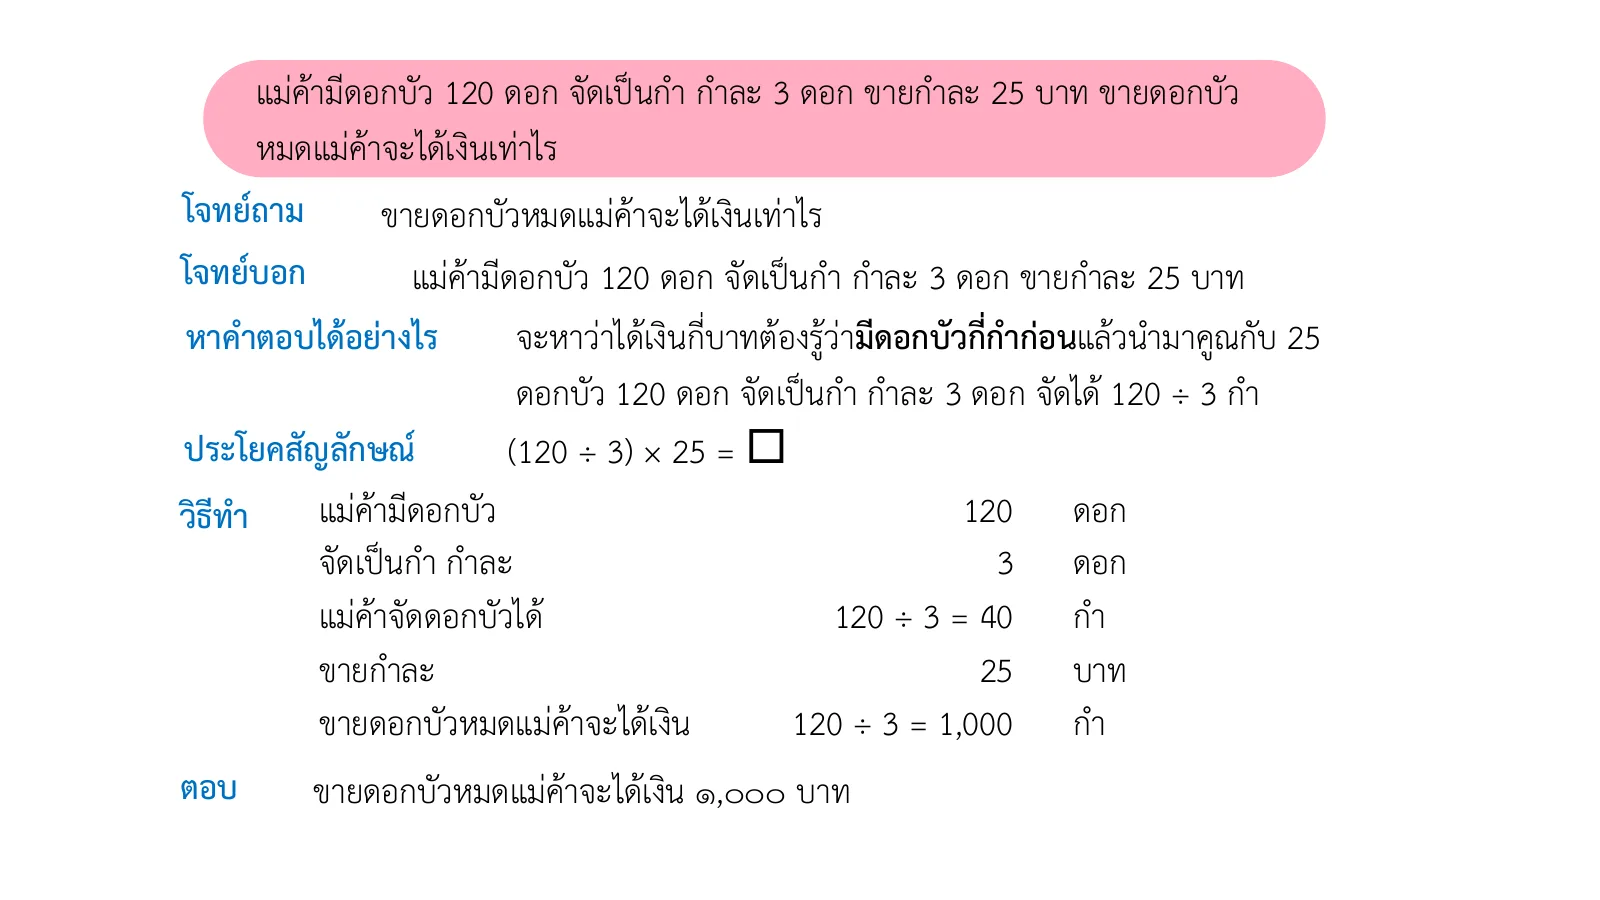 แม่ค้ามีดอกบัว 120 ดอก จัดเป็นกำ กำละ 3 ดอก ขายกำละ 25 บาท ขายดอกบัว
หมดแม่ค้าจะได้เงินเท่าไร
โจทย์ถาม ขายดอกบัวหมดแม่ค้าจะได้เงินเท่าไร
โจทย์บอก แม่ค้ามีดอกบัว 120 ดอก จัดเป็นกำ กำละ 3 ดอก ขายกำละ 25 บาท
หาคำตอบได้อย่างไร จะหาว่าได้เงินกี่บาทต้องรู้ว่ามีดอกบัวกี่กำก่อนแล้วนำมาคูณกับ 25
ดอกบัว 120 ดอก จัดเป็นกำ กำละ 3 ดอก จัดได้ 120 ÷ 3 กำ
ประโยคสัญลักษณ์ (120 ÷ 3) × 25 = □
วิธีทำ แม่ค้ามีดอกบัว 120 ดอก
จัดเป็นกำ กำละ 3 ดอก
แม่ค้าจัดดอกบัวได้ 120 ÷ 3 = 40 กำ
ขายกำละ 25 บาท
ขายดอกบัวหมดแม่ค้าจะได้เงิน 120 ÷ 3 = 1,000 กำ
ตอบ ขายดอกบัวหมดแม่ค้าจะได้เงิน ๑,๐๐๐ บาท